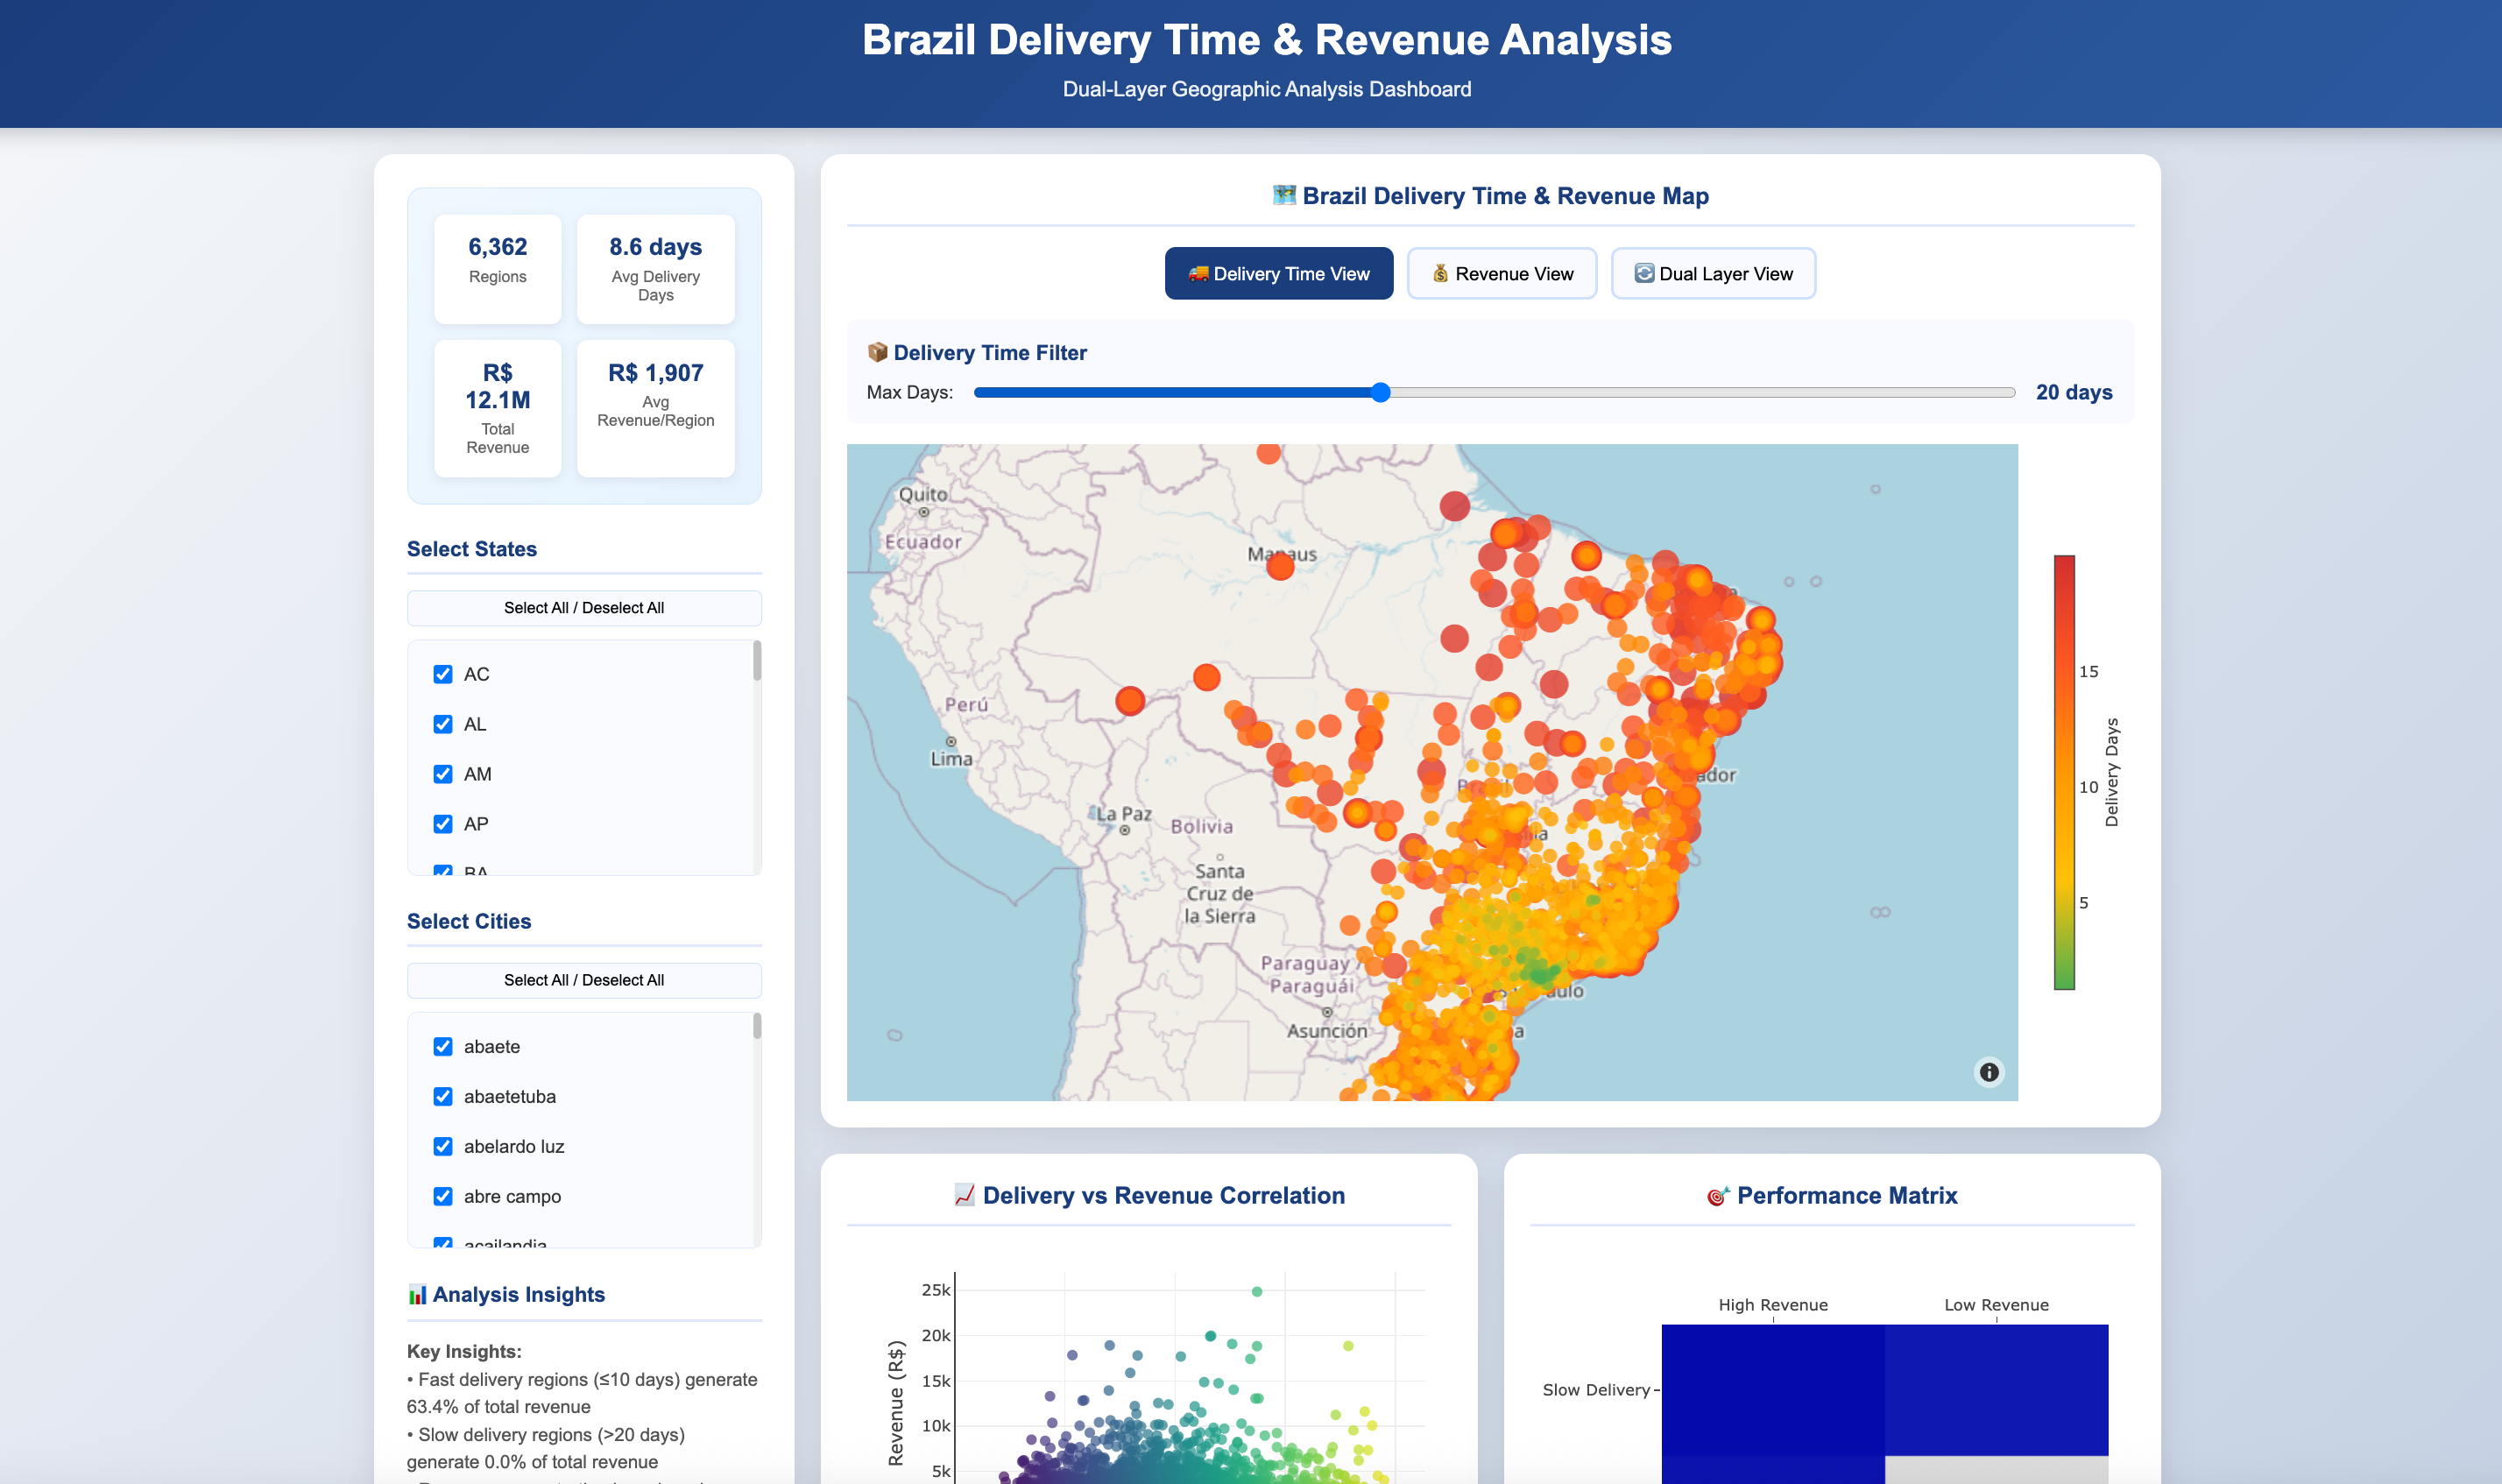 Brazil Delivery Time & Revenue Analysis
Dual-Layer Geographic Analysis Dashboard
6,362
Regions
8.6 days
Avg Delivery
Days
R$
12.1M
Total
Revenue
R$ 1,907
Avg
Revenue/Region
Select States
Select All / Deselect All
AC
AL
AM
AP
BA
Select Cities
Select All / Deselect All
abaete
abaetetuba
abelardo luz
abre campo
acailandia
📊 Analysis Insights
Key Insights:
• Fast delivery regions (≤10 days) generate
63.4% of total revenue
• Slow delivery regions (>20 days)
generate 0.0% of total revenue
🗺️ Brazil Delivery Time & Revenue Map
🚚 Delivery Time View
💰 Revenue View
🔄 Dual Layer View
📦 Delivery Time Filter
Max Days:
20 days
Quito
Ecuador
Manaus
Perú
Lima
La Paz
Bolivia
Santa
Cruz de
la Sierra
Paraguay /
Paraguái
Asunción
15
10
5
Delivery Days
📈 Delivery vs Revenue Correlation
25k
20k
15k
10k
5k
Revenue (R$)
🎯 Performance Matrix
High Revenue
Low Revenue
Slow Delivery